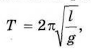 T = 2π√(l/g),